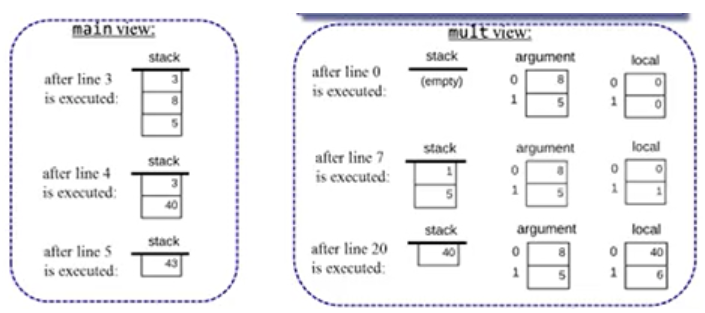 main view:
stack
after line 3
is executed:
3
8
5
stack
after line 4
is executed:
3
40
stack
after line 5
is executed:
43
mult view:
stack argument local
after line 0
is executed:
(empty)
0 8 0 0
1 5 1 0
stack argument local
after line 7
is executed:
1 0 8 0 0
5 1 5 1 1
stack argument local
after line 20
is executed:
40 0 8 0 40
1 5 1 6